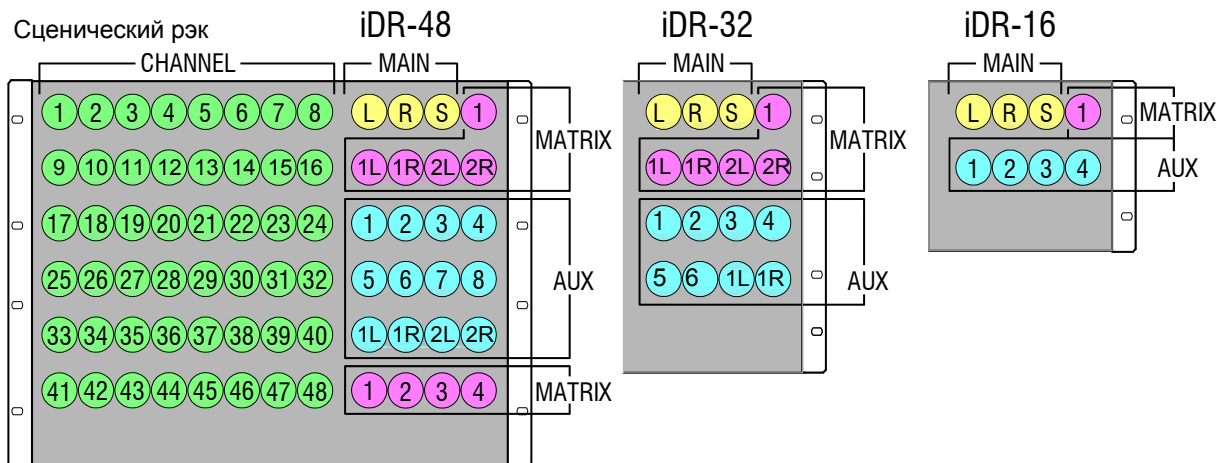 Сценический рэк
iDR-48
iDR-32
iDR-16
CHANNEL
MAIN
MAIN
MAIN
1 2 3 4 5 6 7 8 L R S 1
MATRIX
9 10 11 12 13 14 15 16 1L 1R 2L 2R
17 18 19 20 21 22 23 24 1 2 3 4
25 26 27 28 29 30 31 32 5 6 7 8
AUX
33 34 35 36 37 38 39 40 1L 1R 2L 2R
41 42 43 44 45 46 47 48 1 2 3 4
MATRIX
L R S 1
MATRIX
1L 1R 2L 2R
1 2 3 4
5 6 1L 1R
AUX
L R S 1
MATRIX
1 2 3 4
AUX